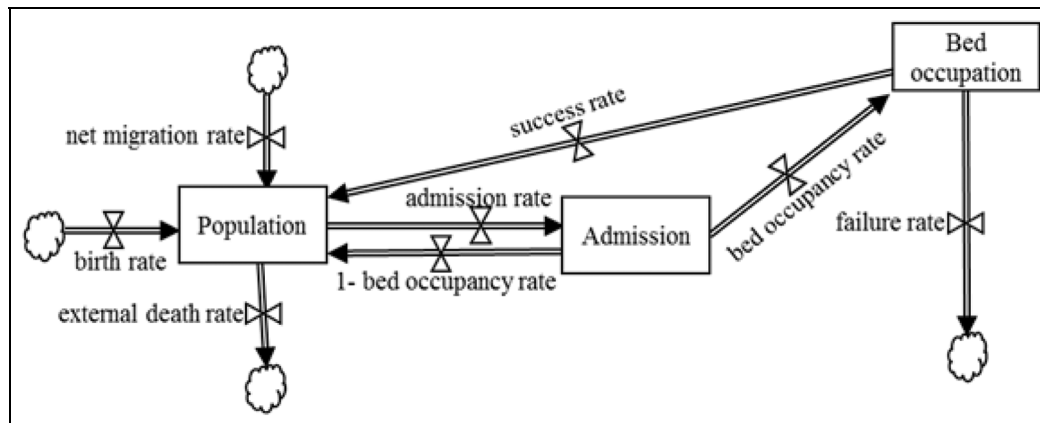 Bed
occupation
success rate
net migration rate
bed occupancy rate
admission rate
Population
Admission
failure rate
birth rate
1- bed occupancy rate
external death rate